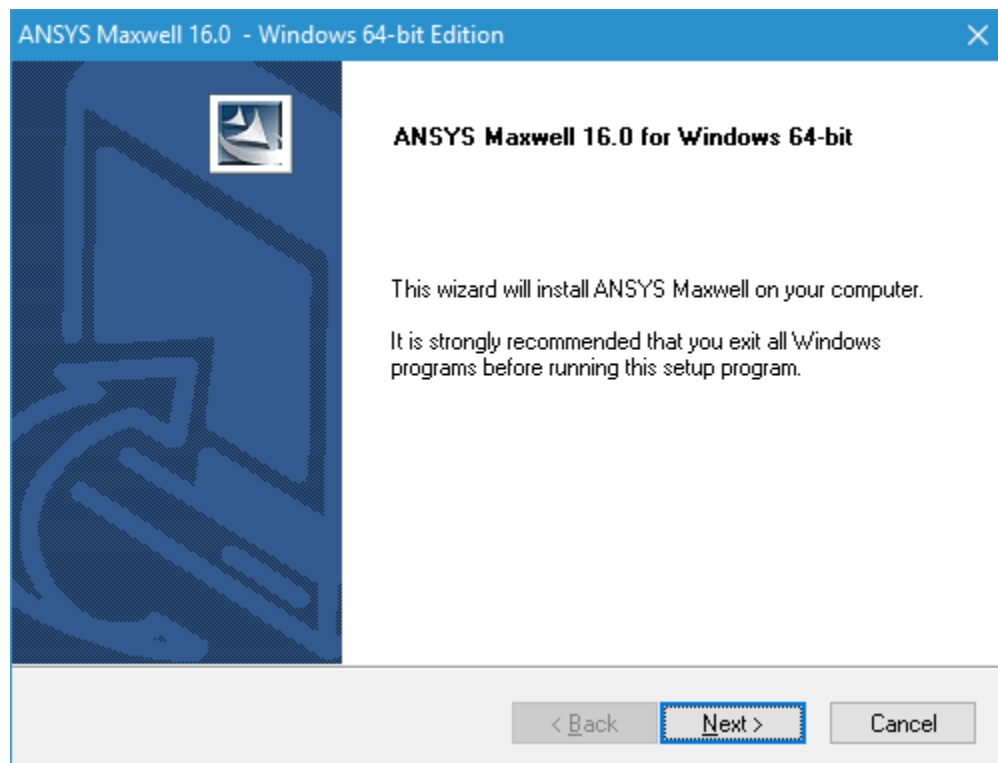 ANSYS Maxwell 16.0 - Windows 64-bit Edition
ANSYS Maxwell 16.0 for Windows 64-bit
This wizard will install ANSYS Maxwell on your computer.
It is strongly recommended that you exit all Windows
programs before running this setup program.
< Back
Next >
Cancel